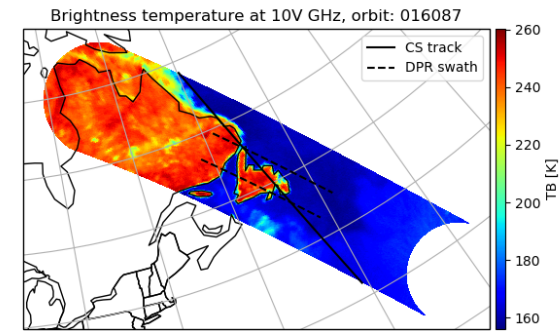 Brightness temperature at 10V GHz, orbit: 016087
CS track
DPR swath
260
240
220
200
180
160
TB [K]